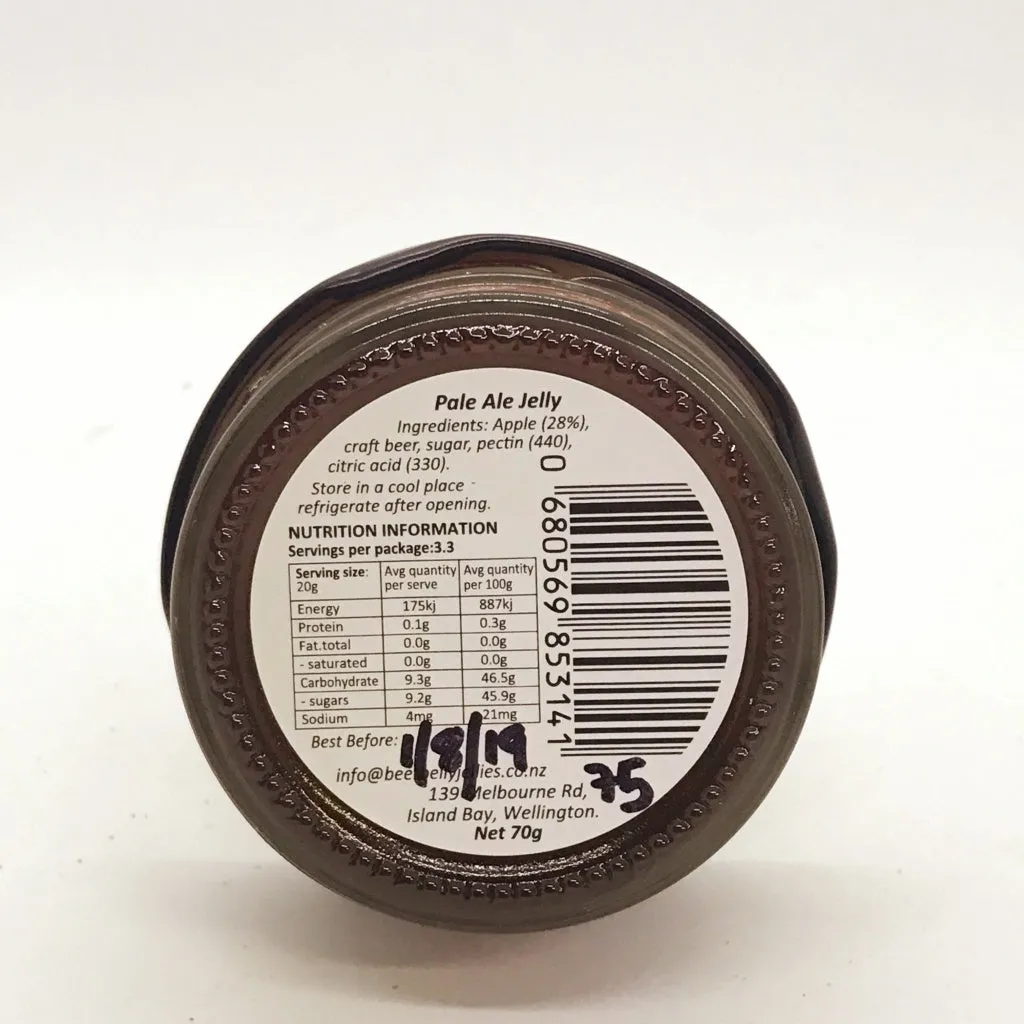 Pale Ale Jelly
Ingredients: Apple (28%),
craft beer, sugar, pectin (440),
citric acid (330).
Store in a cool place -
refrigerate after opening.
NUTRITION INFORMATION
Servings per package:3.3
Serving size: 20g Avg quantity per serve Avg quantity per 100g
Energy 175kj 887kj
Protein 0.1g 0.3g
Fat.total 0.0g 0.0g
- saturated 0.0g 0.0g
Carbohydrate 9.3g 46.5g
- sugars 9.2g 45.9g
Sodium 4mg 21mg
Best Before: 1/8/19
139 Melbourne Rd,
Island Bay, Wellington.
Net 70g
75
0 680569 853141